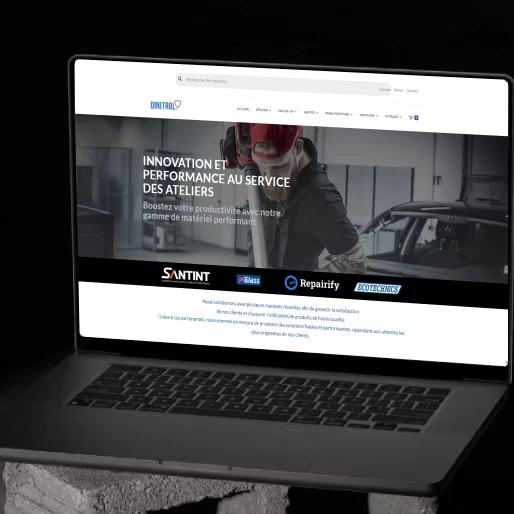 Rechercher des produits
Contact
DINITROL
ACCUEIL
VITRAGE
INNOVATION ET
PERFORMANCE AU SERVICE
DES ATELIERS
Boostez votre productivité avec notre
gamme de matériel performant
SANTINT
Glass
Repairify
ECOTECHNICS
Nous collaborons avec plusieurs marques réputées afin de garantir la satisfaction
de nos clients et d'assurer l'utilisation de produits de haute qualité.
Grâce à ces partenariats, nous sommes en mesure de proposer des solutions fiables et performantes, répondant aux attentes les
plus exigeantes de nos clients.